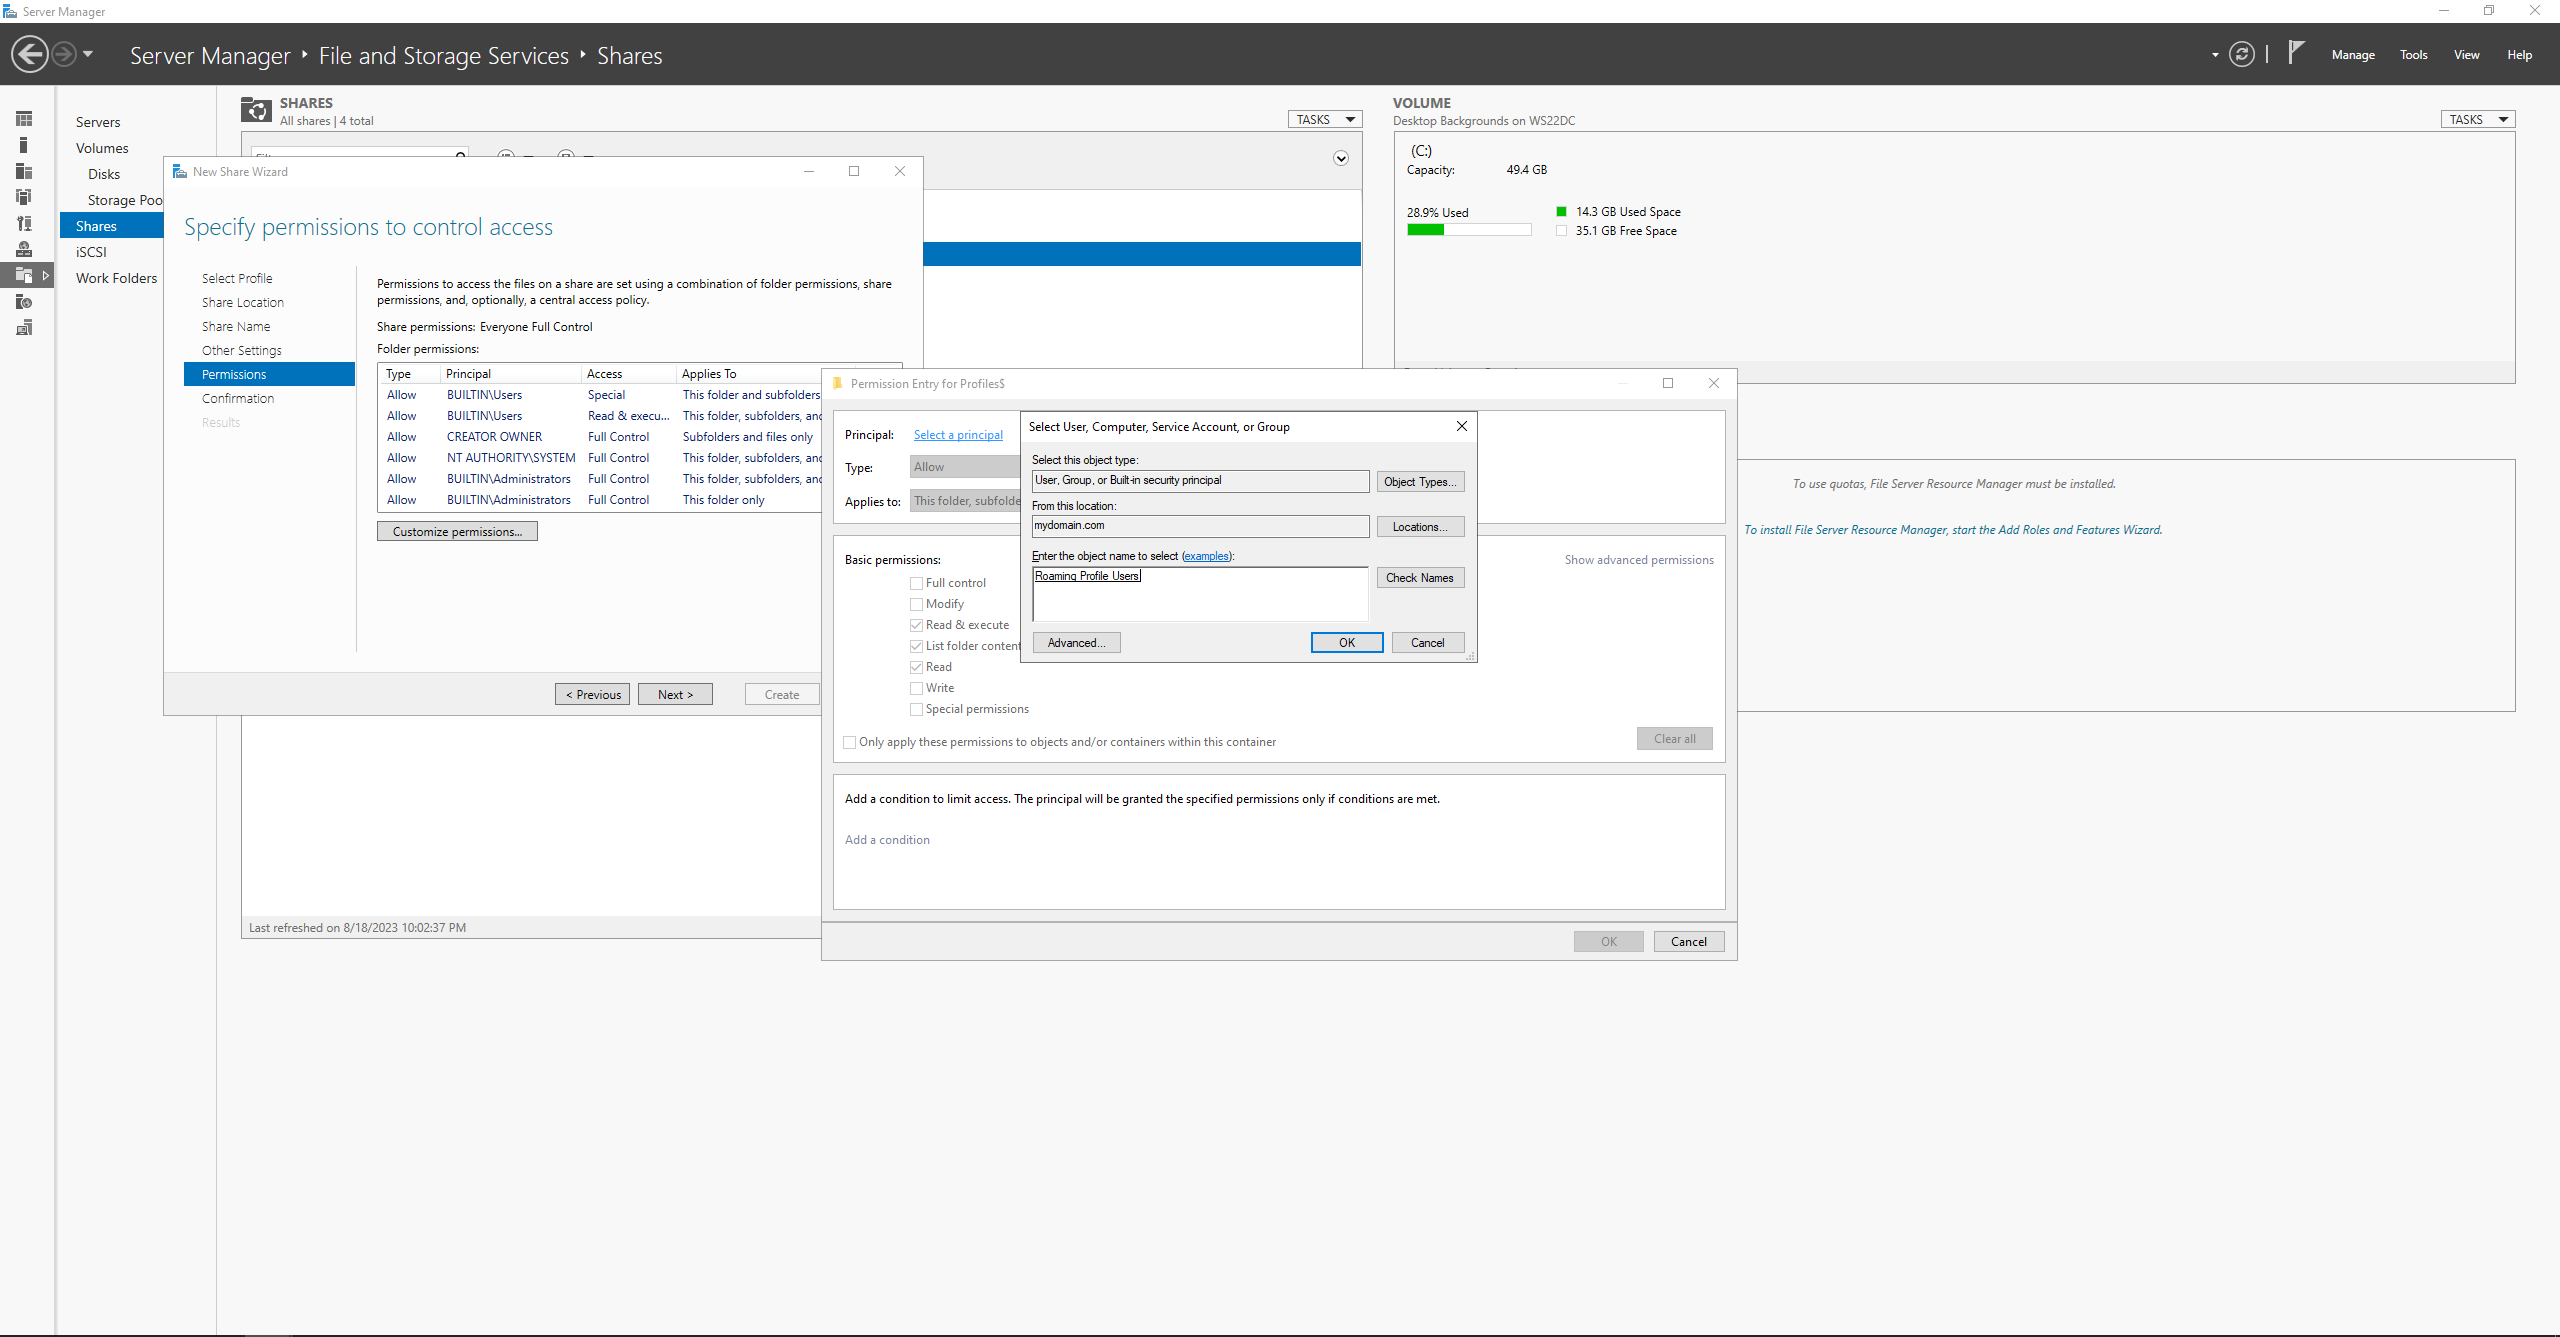 Server Manager
Server Manager ‣ File and Storage Services ‣ Shares
Manage Tools View Help
Servers
Volumes
Disks
Storage Poo
Shares
iSCSI
Work Folders
SHARES
All shares | 4 total
TASKS
VOLUME
Desktop Backgrounds on WS22DC
TASKS
(C:)
Capacity: 49.4 GB
28.9% Used
14.3 GB Used Space
35.1 GB Free Space
To use quotas, File Server Resource Manager must be installed.
To install File Server Resource Manager, start the Add Roles and Features Wizard.
Last refreshed on 8/18/2023 10:02:37 PM
New Share Wizard
Specify permissions to control access
Select Profile
Share Location
Share Name
Other Settings
Permissions
Confirmation
Results
Permissions to access the files on a share are set using a combination of folder permissions, share
permissions, and, optionally, a central access policy.
Share permissions: Everyone Full Control
Folder permissions:
Type Principal Access Applies To
Allow BUILTIN\Users Special This folder and subfolders
Allow BUILTIN\Users Read & execu... This folder, subfolders, and
Allow CREATOR OWNER Full Control Subfolders and files only
Allow NT AUTHORITY\SYSTEM Full Control This folder, subfolders, and
Allow BUILTIN\Administrators Full Control This folder, subfolders, and
Allow BUILTIN\Administrators Full Control This folder only
Customize permissions...
< Previous Next > Create
Permission Entry for Profiles$
Principal: Select a principal
Type: Allow
Applies to: This folder, subfolde
Basic permissions:
Show advanced permissions
Full control
Modify
Read & execute
List folder content
Read
Write
Special permissions
Only apply these permissions to objects and/or containers within this container
Clear all
Add a condition to limit access. The principal will be granted the specified permissions only if conditions are met.
Add a condition
OK Cancel
Select User, Computer, Service Account, or Group
Select this object type:
User, Group, or Built-in security principal
Object Types...
From this location:
mydomain.com
Locations...
Enter the object name to select (examples):
Roaming Profile Users
Check Names
Advanced...
OK Cancel